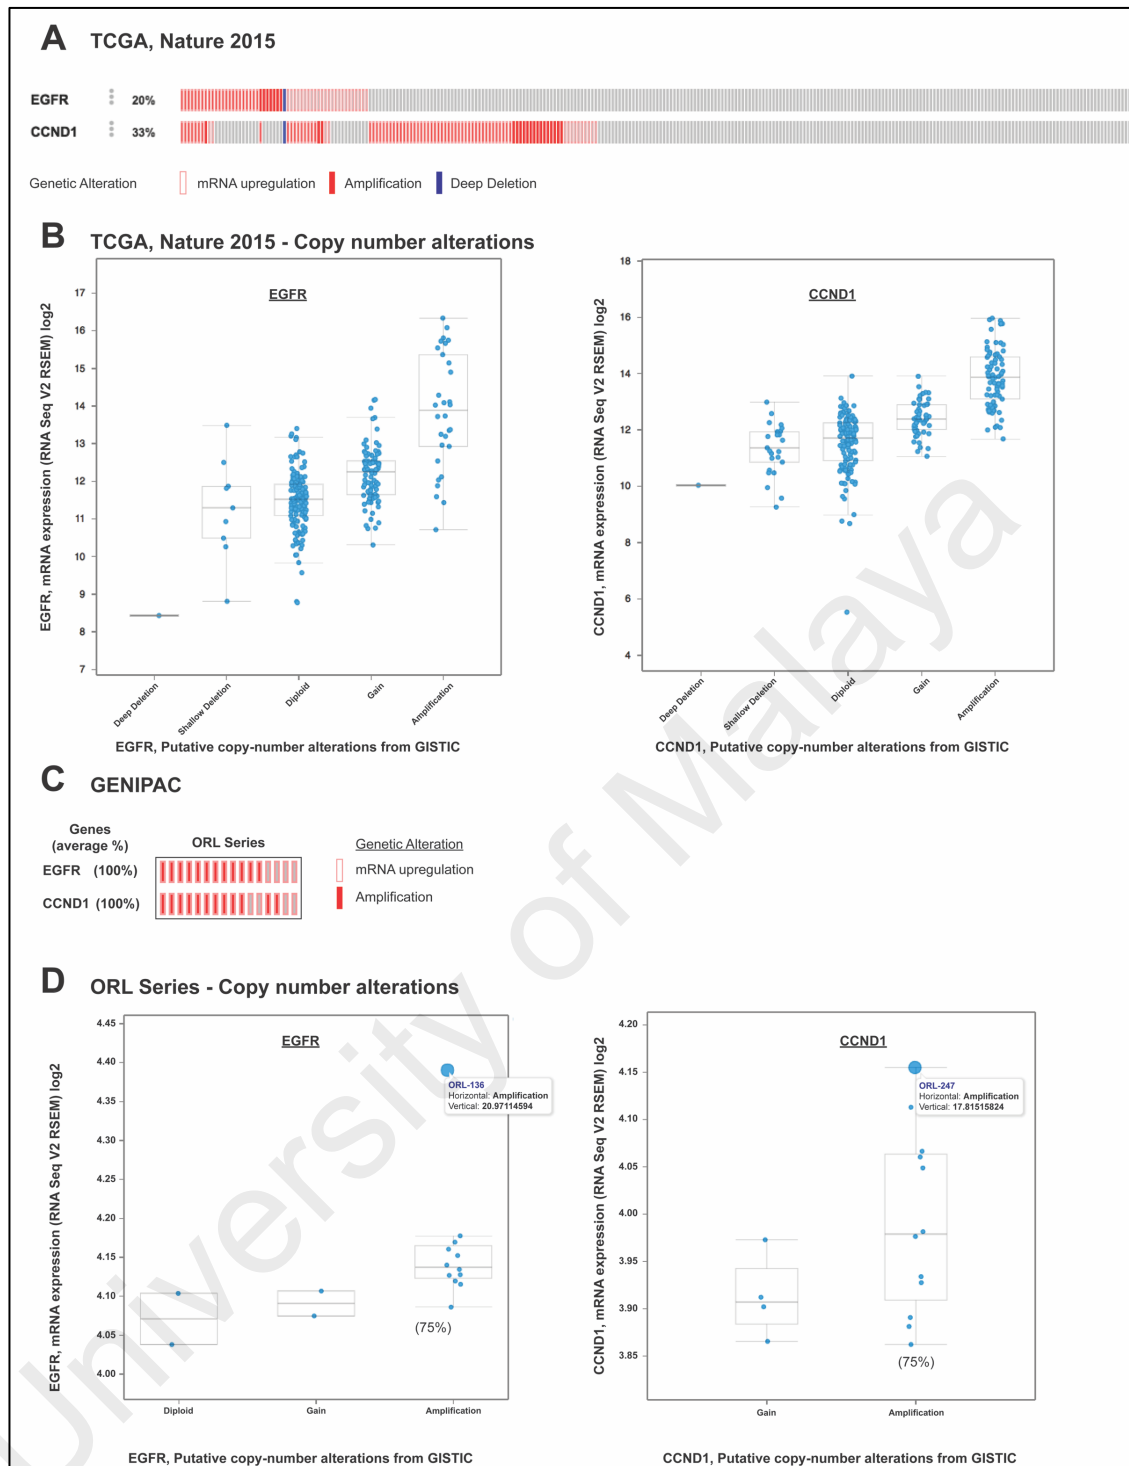 A TCGA, Nature 2015
EGFR 20%
CCND1 33%
Genetic Alteration mRNA upregulation Amplification Deep Deletion
B TCGA, Nature 2015 - Copy number alterations
EGFR, mRNA expression (RNA Seq V2 RSEM) log2
EGFR
17
16
15
14
13
12
11
10
9
8
7
Deep Deletion
Shallow Deletion
Diploid
Gain
Amplification
EGFR, Putative copy-number alterations from GISTIC
CCND1, mRNA expression (RNA Seq V2 RSEM) log2
CCND1
18
16
14
12
10
8
6
4
Deep Deletion
Shallow Deletion
Diploid
Gain
Amplification
CCND1, Putative copy-number alterations from GISTIC
C GENIPAC
Genes
(average %)
ORL Series
EGFR (100%)
CCND1 (100%)
Genetic Alteration
mRNA upregulation
Amplification
D ORL Series - Copy number alterations
EGFR, mRNA expression (RNA Seq V2 RSEM) log2
EGFR
4.45
4.40
4.35
4.30
4.25
4.20
4.15
4.10
4.05
4.00
ORL-136
Horizontal: Amplification
Vertical: 20.97114594
(75%)
Diploid
Gain
Amplification
EGFR, Putative copy-number alterations from GISTIC
CCND1, mRNA expression (RNA Seq V2 RSEM) log2
CCND1
4.20
4.15
4.10
4.05
4.00
3.95
3.90
3.85
ORL-247
Horizontal: Amplification
Vertical: 17.81515824
(75%)
Gain
Amplification
CCND1, Putative copy-number alterations from GISTIC
University of Malaya